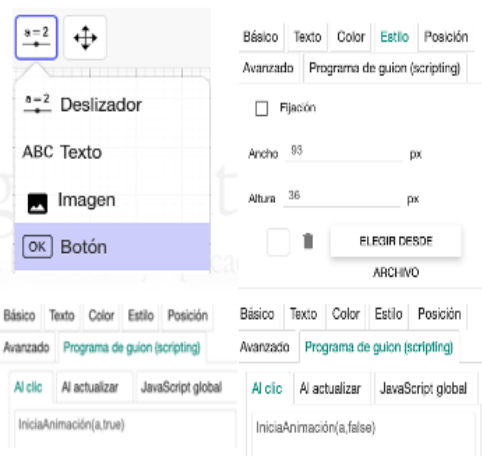 a=2
a=2 Deslizador
ABC Texto
Imagen
OK Botón
Básico Texto Color Estilo Posición
Avanzado Programa de guion (scripting)
Fijación
Ancho 93 px
Altura 36 px
ELEGIR DESDE
ARCHIVO
Básico Texto Color Estilo Posición
Avanzado Programa de guion (scripting)
Al clic Al actualizar JavaScript global
IniciaAnimación(a,true)
Básico Texto Color Estilo Posición
Avanzado Programa de guion (scripting)
Al clic Al actualizar JavaScript global
IniciaAnimación(a,false)